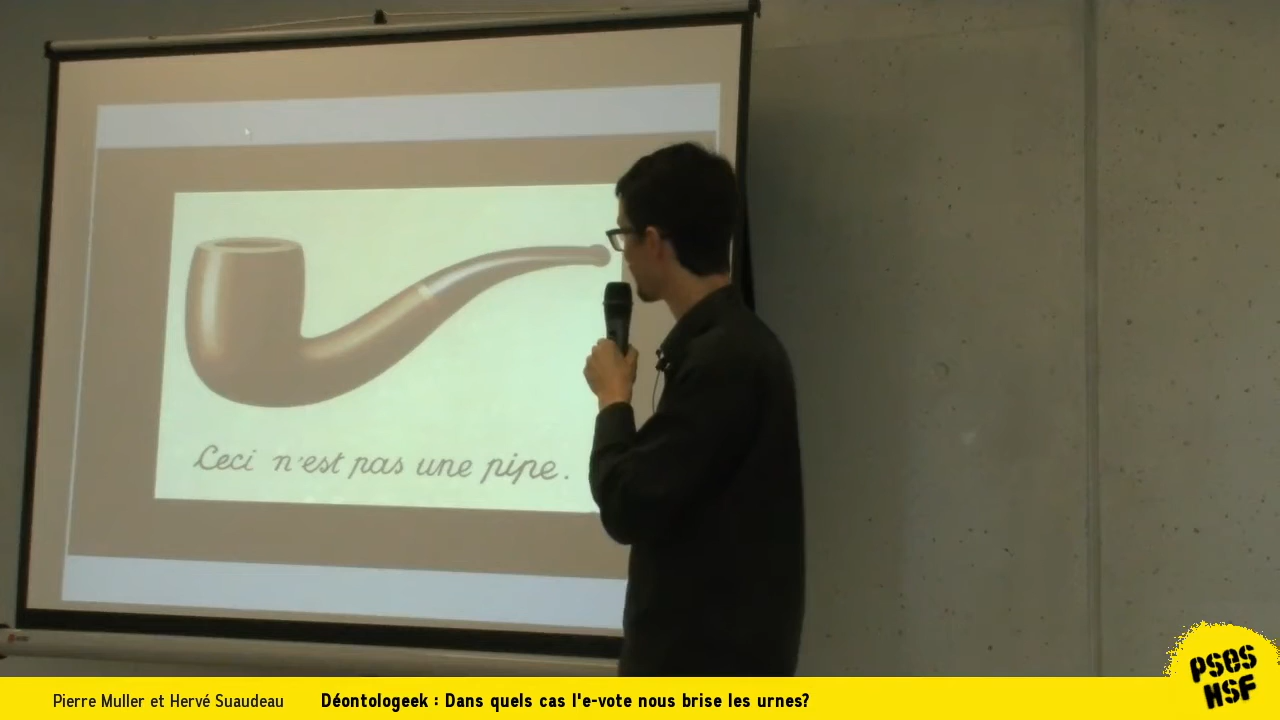 Ceci n'est pas une pipe.
PSES
HSF
Pierre Muller et Hervé Suaudeau
Déontologeek : Dans quels cas l'e-vote nous brise les urnes?